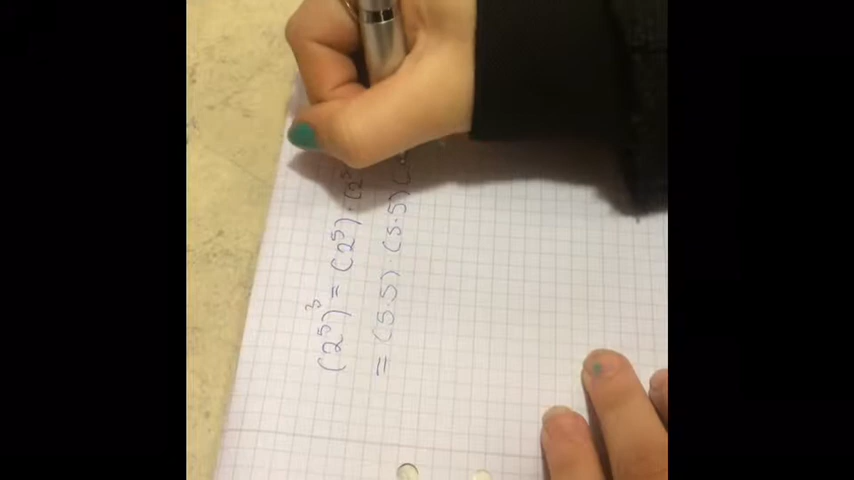 (2⁵)³ = (2⁵) · (2⁵
= (5·5) · (5·5) (